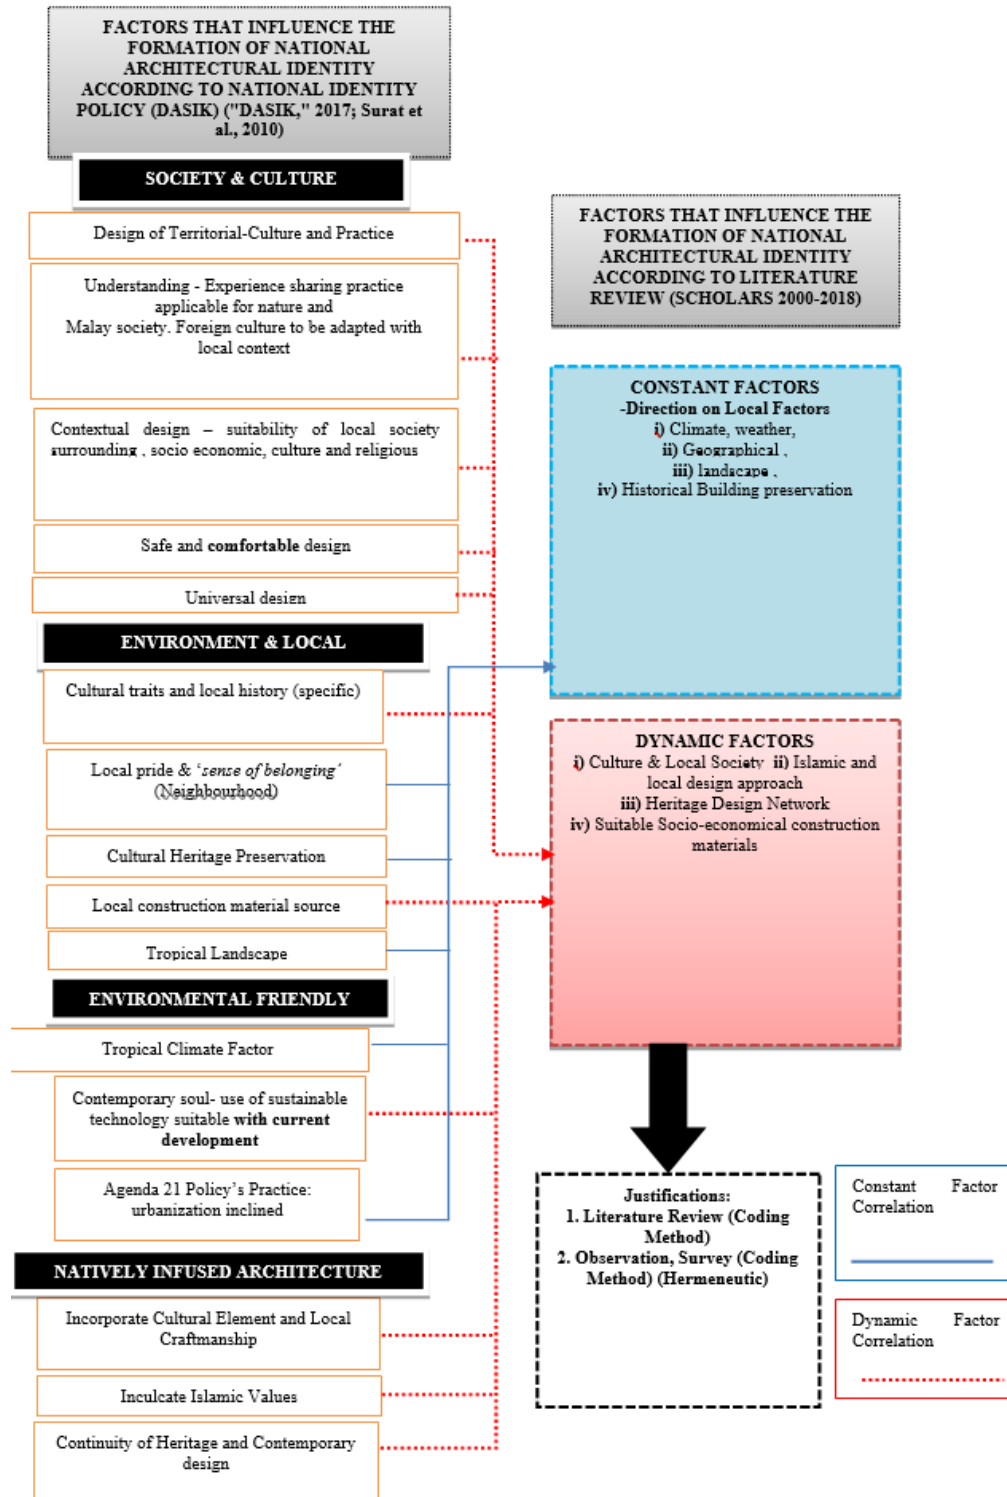 FACTORS THAT INFLUENCE THE
FORMATION OF NATIONAL
ARCHITECTURAL IDENTITY
ACCORDING TO NATIONAL IDENTITY
POLICY (DASIK) ("DASIK," 2017; Surat et
al., 2010)
SOCIETY & CULTURE
Design of Territorial-Culture and Practice
Understanding - Experience sharing practice
applicable for nature and
Malay society. Foreign culture to be adapted with
local context
Contextual design – suitability of local society
surrounding , socio economic, culture and religious
Safe and comfortable design
Universal design
ENVIRONMENT & LOCAL
Cultural traits and local history (specific)
Local pride & ‘sense of belonging’
(Neighbourhood)
Cultural Heritage Preservation
Local construction material source
Tropical Landscape
ENVIRONMENTAL FRIENDLY
Tropical Climate Factor
Contemporary soul- use of sustainable
technology suitable with current
development
Agenda 21 Policy’s Practice:
urbanization inclined
NATIVELY INFUSED ARCHITECTURE
Incorporate Cultural Element and Local
Craftmanship
Inculcate Islamic Values
Continuity of Heritage and Contemporary
design
FACTORS THAT INFLUENCE THE
FORMATION OF NATIONAL
ARCHITECTURAL IDENTITY
ACCORDING TO LITERATURE
REVIEW (SCHOLARS 2000-2018)
CONSTANT FACTORS
-Direction on Local Factors
i) Climate, weather,
ii) Geographical ,
iii) landscape ,
iv) Historical Building preservation
DYNAMIC FACTORS
i) Culture & Local Society ii) Islamic and
local design approach
iii) Heritage Design Network
iv) Suitable Socio-economical construction
materials
Justifications:
1. Literature Review (Coding
Method)
2. Observation, Survey (Coding
Method) (Hermeneutic)
Constant Factor
Correlation
Dynamic Factor
Correlation